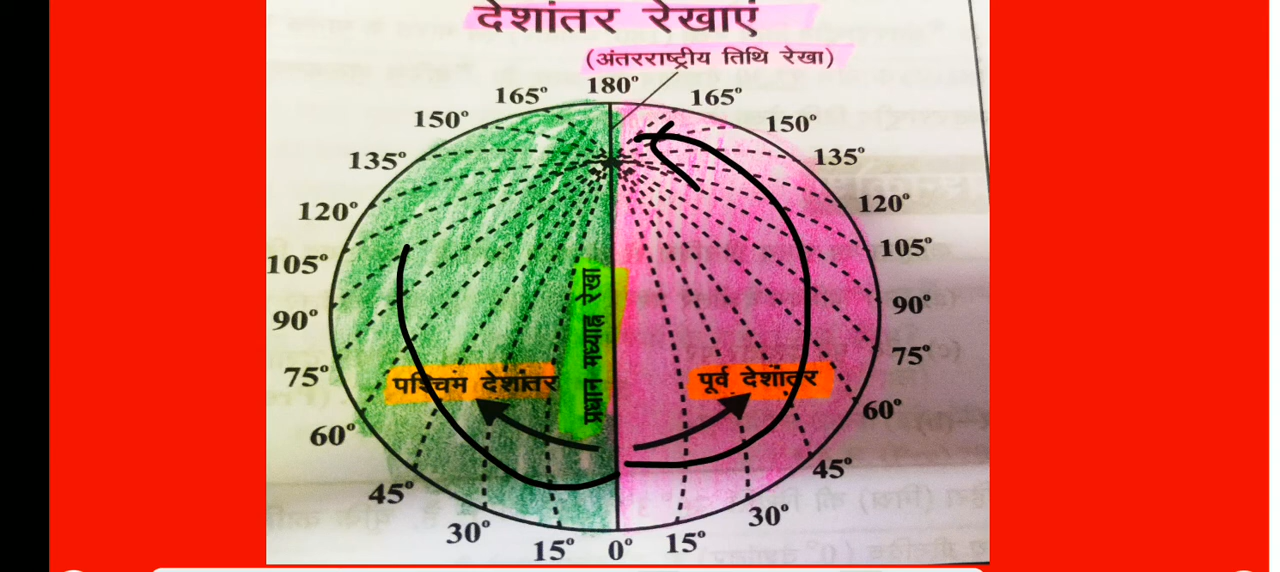 देशांतर रेखाएं
(अंतरराष्ट्रीय तिथि रेखा)
180°
165° 165°
150° 150°
135° 135°
120° 120°
105° 105°
90° 90°
75° 75°
60° 60°
45° 45°
30° 30°
15° 0° 15°
प्रधान मध्याह्न रेखा
पश्चिम देशांतर
पूर्व देशांतर